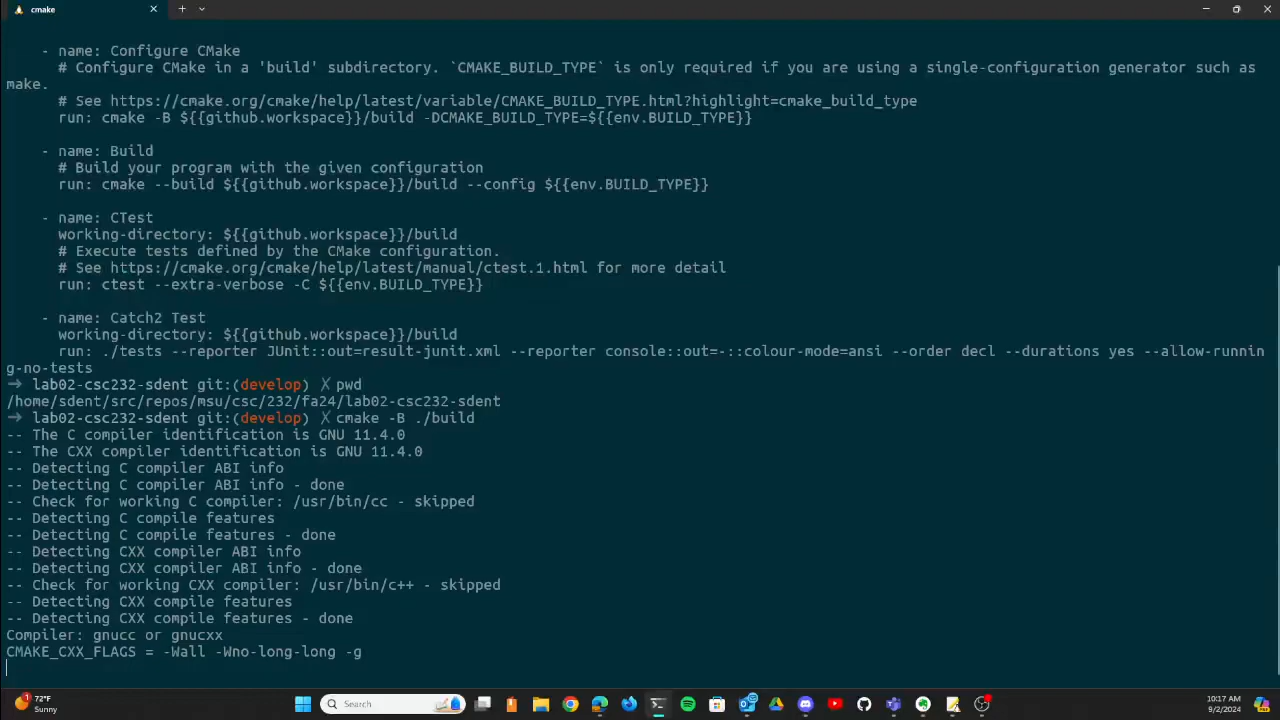 cmake
- name: Configure CMake
# Configure CMake in a 'build' subdirectory. `CMAKE_BUILD_TYPE` is only required if you are using a single-configuration generator such as
make.
# See https://cmake.org/cmake/help/latest/variable/CMAKE_BUILD_TYPE.html?highlight=cmake_build_type
run: cmake -B ${{github.workspace}}/build -DCMAKE_BUILD_TYPE=${{env.BUILD_TYPE}}
- name: Build
# Build your program with the given configuration
run: cmake --build ${{github.workspace}}/build --config ${{env.BUILD_TYPE}}
- name: CTest
working-directory: ${{github.workspace}}/build
# Execute tests defined by the CMake configuration.
# See https://cmake.org/cmake/help/latest/manual/ctest.1.html for more detail
run: ctest --extra-verbose -C ${{env.BUILD_TYPE}}
- name: Catch2 Test
working-directory: ${{github.workspace}}/build
run: ./tests --reporter JUnit::out=result-junit.xml --reporter console::out=-::colour-mode=ansi --order decl --durations yes --allow-runnin
g-no-tests
➜ lab02-csc232-sdent git:(develop) ✗ pwd
/home/sdent/src/repos/msu/csc/232/fa24/lab02-csc232-sdent
➜ lab02-csc232-sdent git:(develop) ✗ cmake -B ./build
-- The C compiler identification is GNU 11.4.0
-- The CXX compiler identification is GNU 11.4.0
-- Detecting C compiler ABI info
-- Detecting C compiler ABI info - done
-- Check for working C compiler: /usr/bin/cc - skipped
-- Detecting C compile features
-- Detecting C compile features - done
-- Detecting CXX compiler ABI info
-- Detecting CXX compiler ABI info - done
-- Check for working CXX compiler: /usr/bin/c++ - skipped
-- Detecting CXX compile features
-- Detecting CXX compile features - done
Compiler: gnucc or gnucxx
CMAKE_CXX_FLAGS = -Wall -Wno-long-long -g
1
72°F
Sunny
Search
10:17 AM
9/2/2024